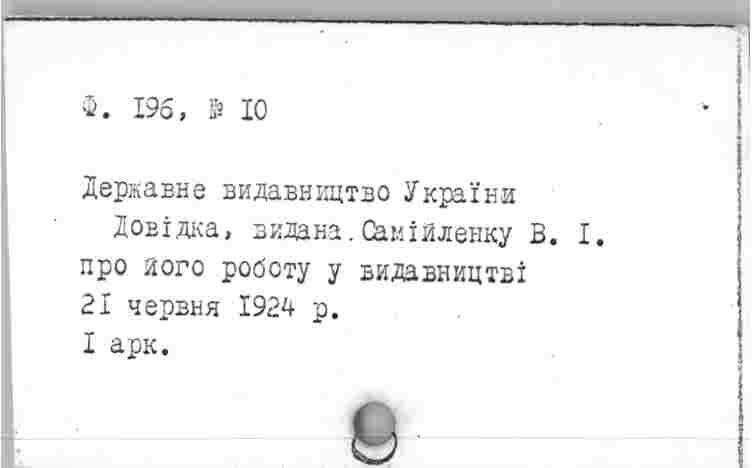 Ф. 196, № 10
Державне видавництво України
Довідка, видана Самійленку В. І.
про його роботу у видавництві
21 червня 1924 р.
1 арк.